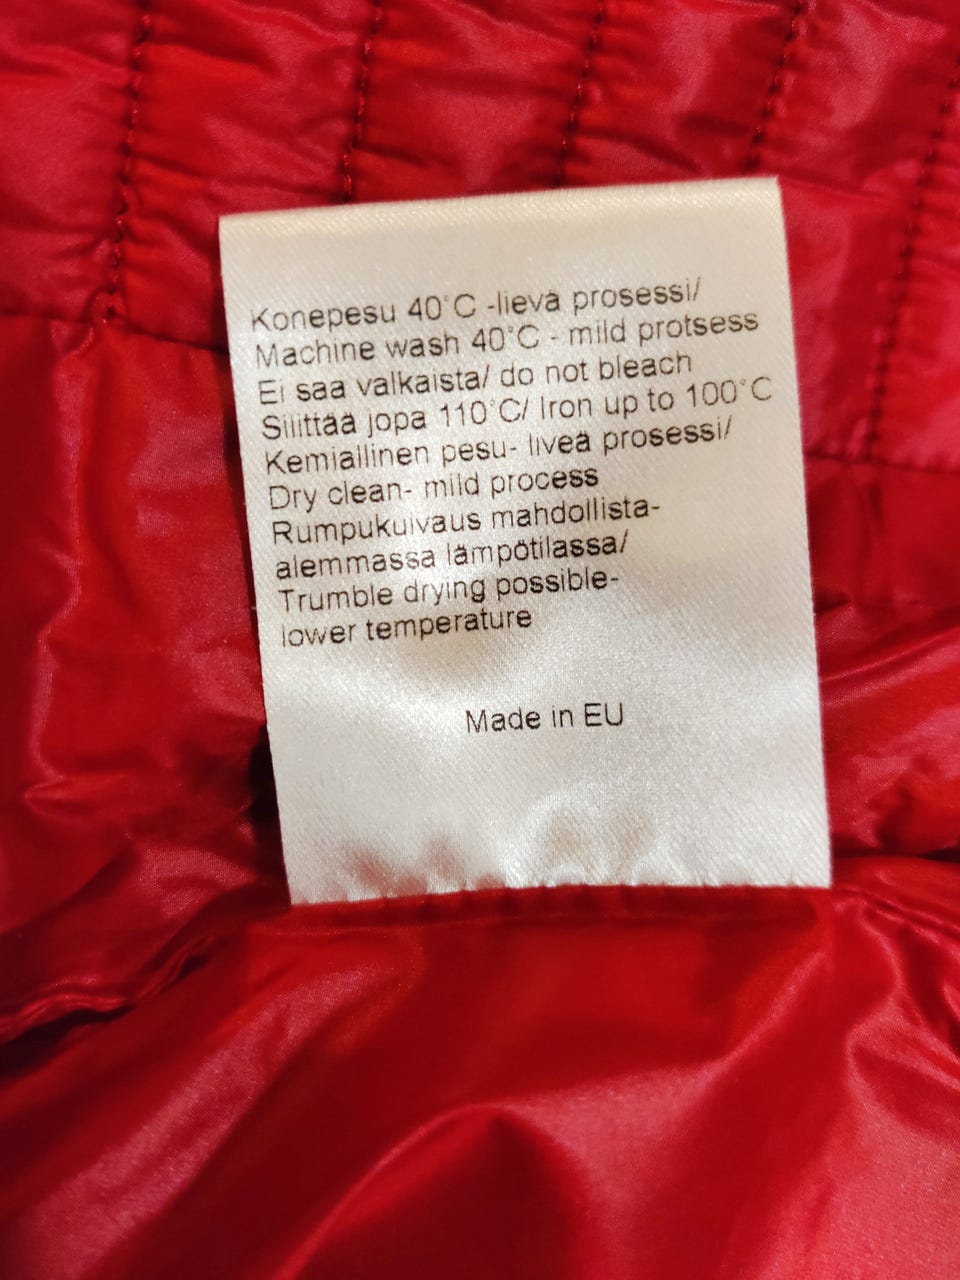 Konepesu 40°C -lievä prosessi/
Machine wash 40°C - mild protsess
Ei saa valkaista/ do not bleach
Silittää jopa 110°C/ Iron up to 100°C
Kemiallinen pesu- liveä prosessi/
Dry clean- mild process
Rumpukuivaus mahdollista-
alemmassa lämpötilassa/
Trumble drying possible-
lower temperature
Made in EU